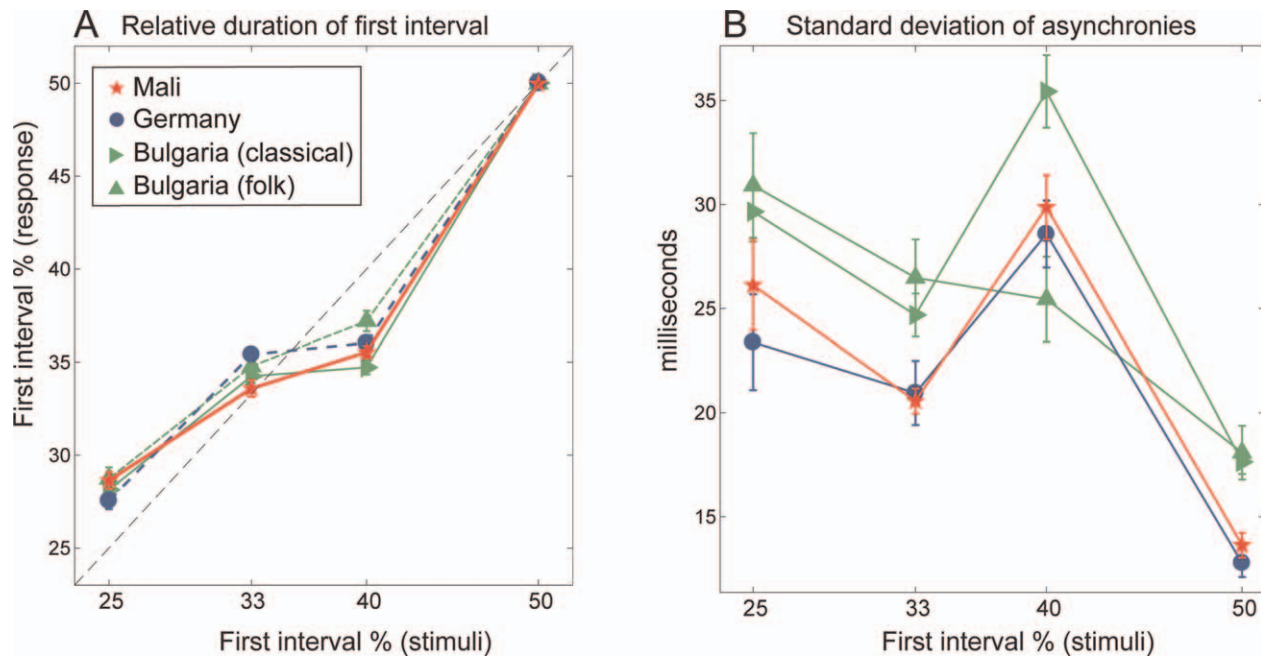 A Relative duration of first interval
Mali
Germany
Bulgaria (classical)
Bulgaria (folk)
50
45
40
35
30
25
First interval % (response)
25 33 40 50
First interval % (stimuli)
B Standard deviation of asynchronies
35
30
25
20
15
milliseconds
25 33 40 50
First interval % (stimuli)